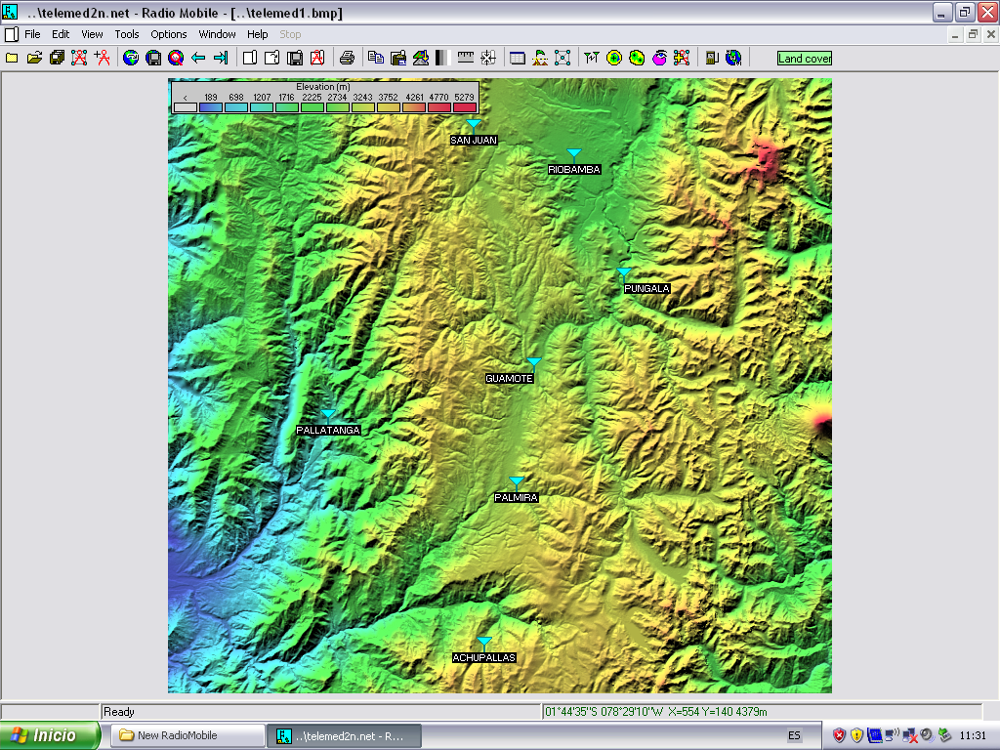 ..\telemed2n.net - Radio Mobile - [..\telemed1.bmp]
File Edit View Tools Options Window Help Stop
Land cover
Elevation (m)
< 189 698 1207 1716 2225 2734 3243 3752 4261 4770 5279
SAN JUAN
RIOBAMBA
PUNGALA
GUAMOTE
PALLATANGA
PALMIRA
ACHUPALLAS
Ready 01°44'35"S 078°29'10"W X=554 Y=140 4379m
Inicio New RadioMobile ..\telemed2n.net - R... ES 11:31